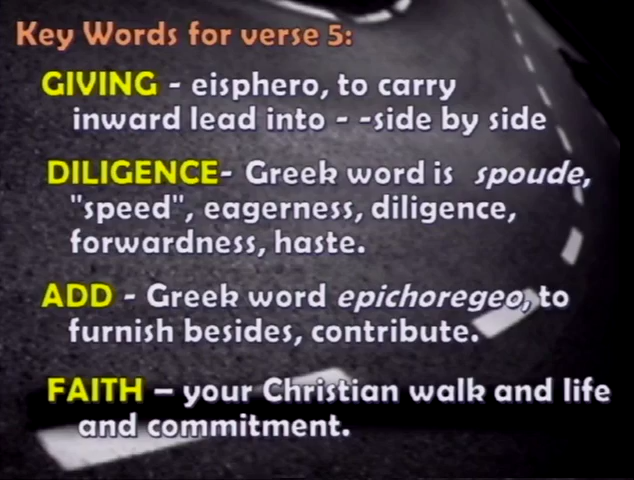 Key Words for verse 5:
GIVING - eisphero, to carry
inward lead into - -side by side
DILIGENCE- Greek word is spoude,
"speed", eagerness, diligence,
forwardness, haste.
ADD - Greek word epichoregeo, to
furnish besides, contribute.
FAITH – your Christian walk and life
and commitment.